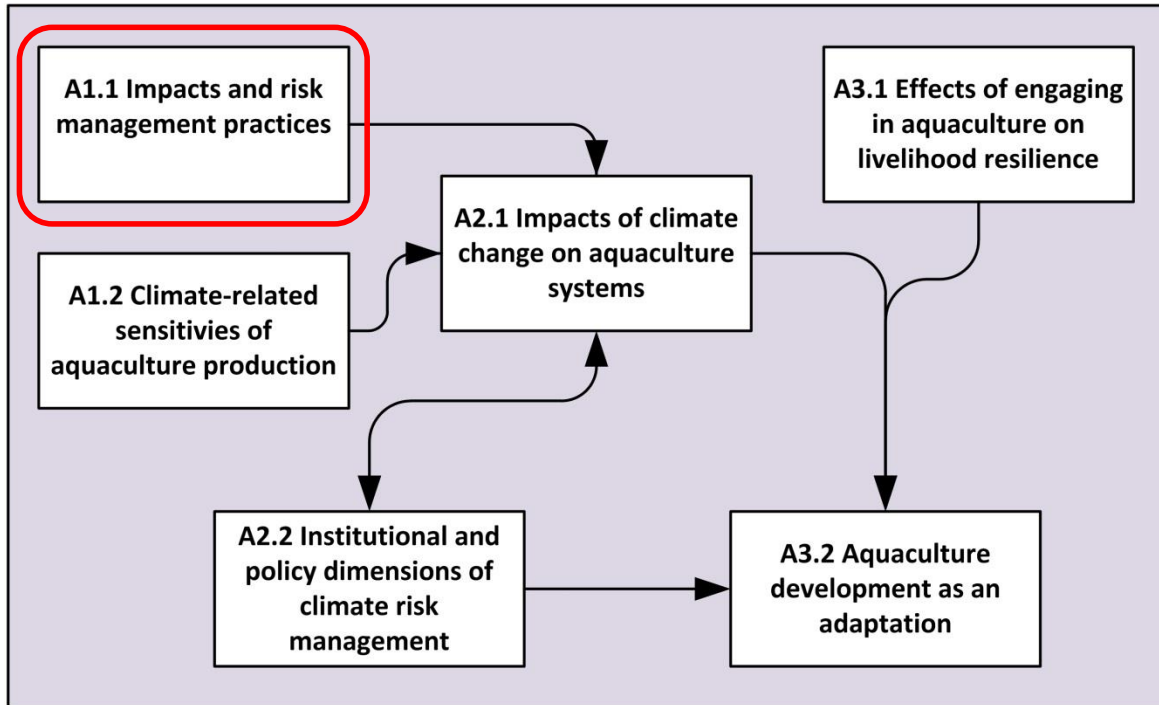 A1.1 Impacts and risk
management practices
A3.1 Effects of engaging
in aquaculture on
livelihood resilience
A2.1 Impacts of climate
change on aquaculture
systems
A1.2 Climate-related
sensitivies of
aquaculture production
A2.2 Institutional and
policy dimensions of
climate risk
management
A3.2 Aquaculture
development as an
adaptation